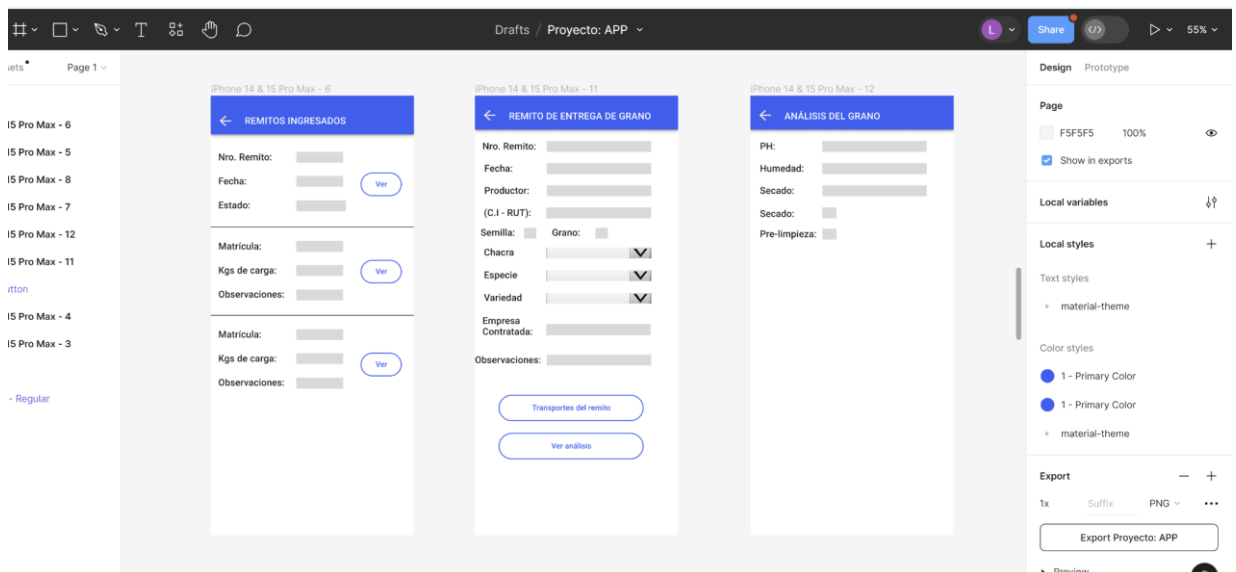 Drafts / Proyecto: APP
L
Share
55%
Page 1
Design Prototype
15 Pro Max - 6
15 Pro Max - 5
15 Pro Max - 8
15 Pro Max - 7
15 Pro Max - 12
15 Pro Max - 11
15 Pro Max - 4
15 Pro Max - 3
- Regular
iPhone 14 & 15 Pro Max - 6
REMITOS INGRESADOS
Nro. Remito:
Fecha:
Ver
Estado:
Matrícula:
Kgs de carga:
Ver
Observaciones:
Matrícula:
Kgs de carga:
Ver
Observaciones:
iPhone 14 & 15 Pro Max - 11
REMITO DE ENTREGA DE GRANO
Nro. Remito:
Fecha:
Productor:
(C.I - RUT):
Semilla: Grano:
Chacra
Especie
Variedad
Empresa
Contratada:
Observaciones:
Transportes del remito
Ver análisis
iPhone 14 & 15 Pro Max - 12
ANÁLISIS DEL GRANO
PH:
Humedad:
Secado:
Secado:
Pre-limpieza:
Page
F5F5F5 100%
Show in exports
Local variables
Local styles
Text styles
material-theme
Color styles
1 - Primary Color
1 - Primary Color
material-theme
Export
1x Suffix PNG
Export Proyecto: APP
Preview